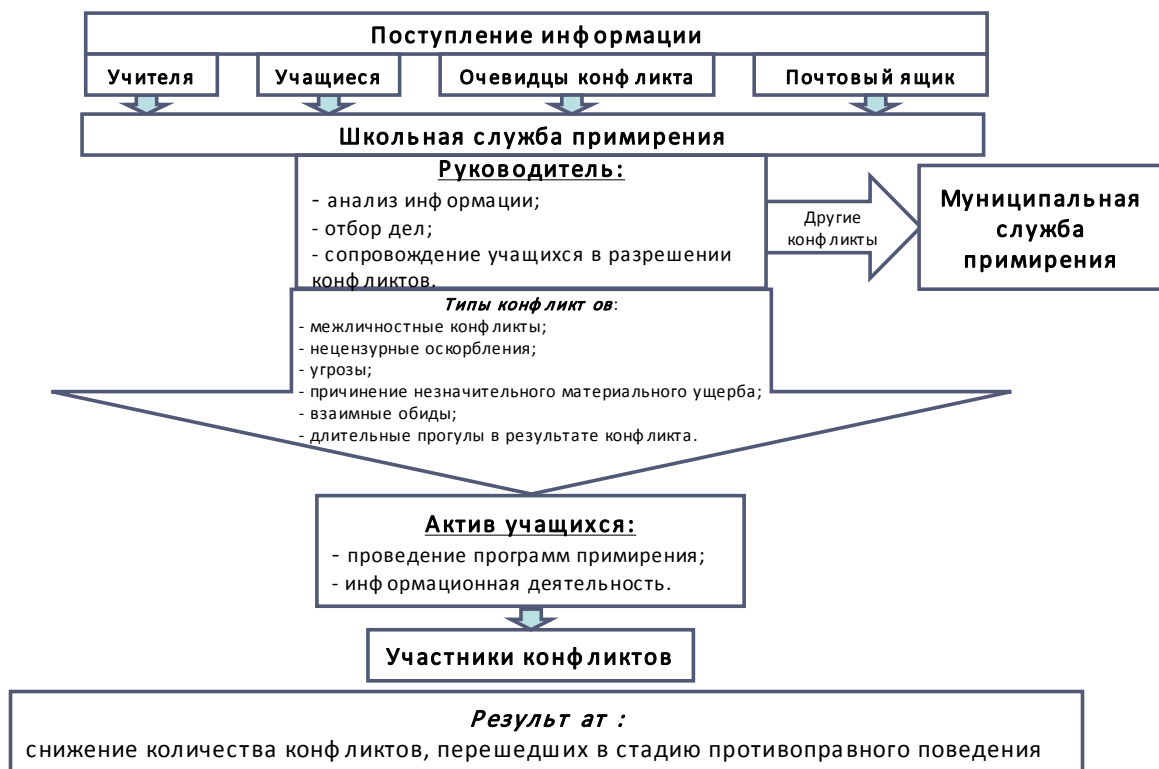 Поступление информации
Учителя
Учащиеся
Очевидцы конфликта
Почтовый ящик
Школьная служба примирения
Руководитель:
- анализ информации;
- отбор дел;
- сопровождение учащихся в разрешении
конфликтов.
Другие
конфликты
Муниципальная
служба
примирения
Типы конфликтов:
- межличностные конфликты;
- нецензурные оскорбления;
- угрозы;
- причинение незначительного материального ущерба;
- взаимные обиды;
- длительные прогулы в результате конфликта.
Актив учащихся:
- проведение программ примирения;
- информационная деятельность.
Участники конфликтов
Результат :
снижение количества конфликтов, перешедших в стадию противоправного поведения